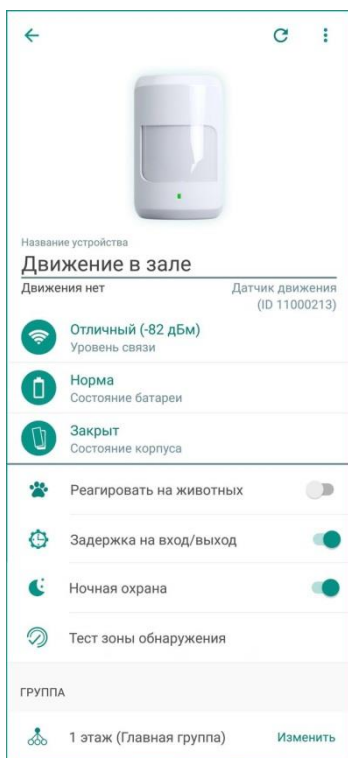 Название устройства
Движение в зале
Движения нет
Датчик движения
(ID 11000213)
Отличный (-82 дБм)
Уровень связи
Норма
Состояние батареи
Закрыт
Состояние корпуса
Реагировать на животных
Задержка на вход/выход
Ночная охрана
Тест зоны обнаружения
ГРУППА
1 этаж (Главная группа)
Изменить